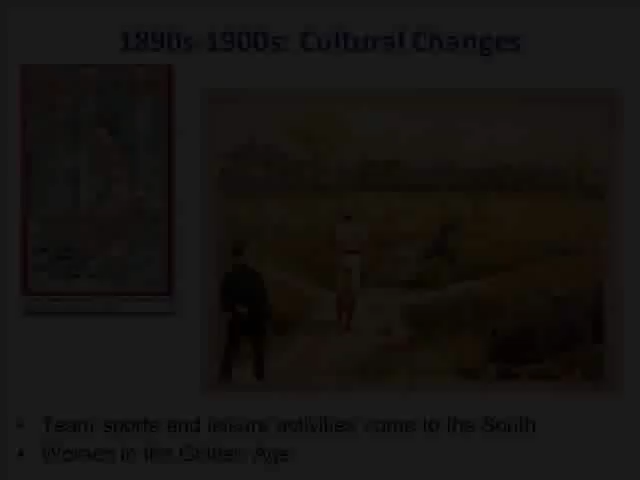 1890s-1900s: Cultural Changes
• Team sports and leisure activities come to the South
• Women in the Golden Age